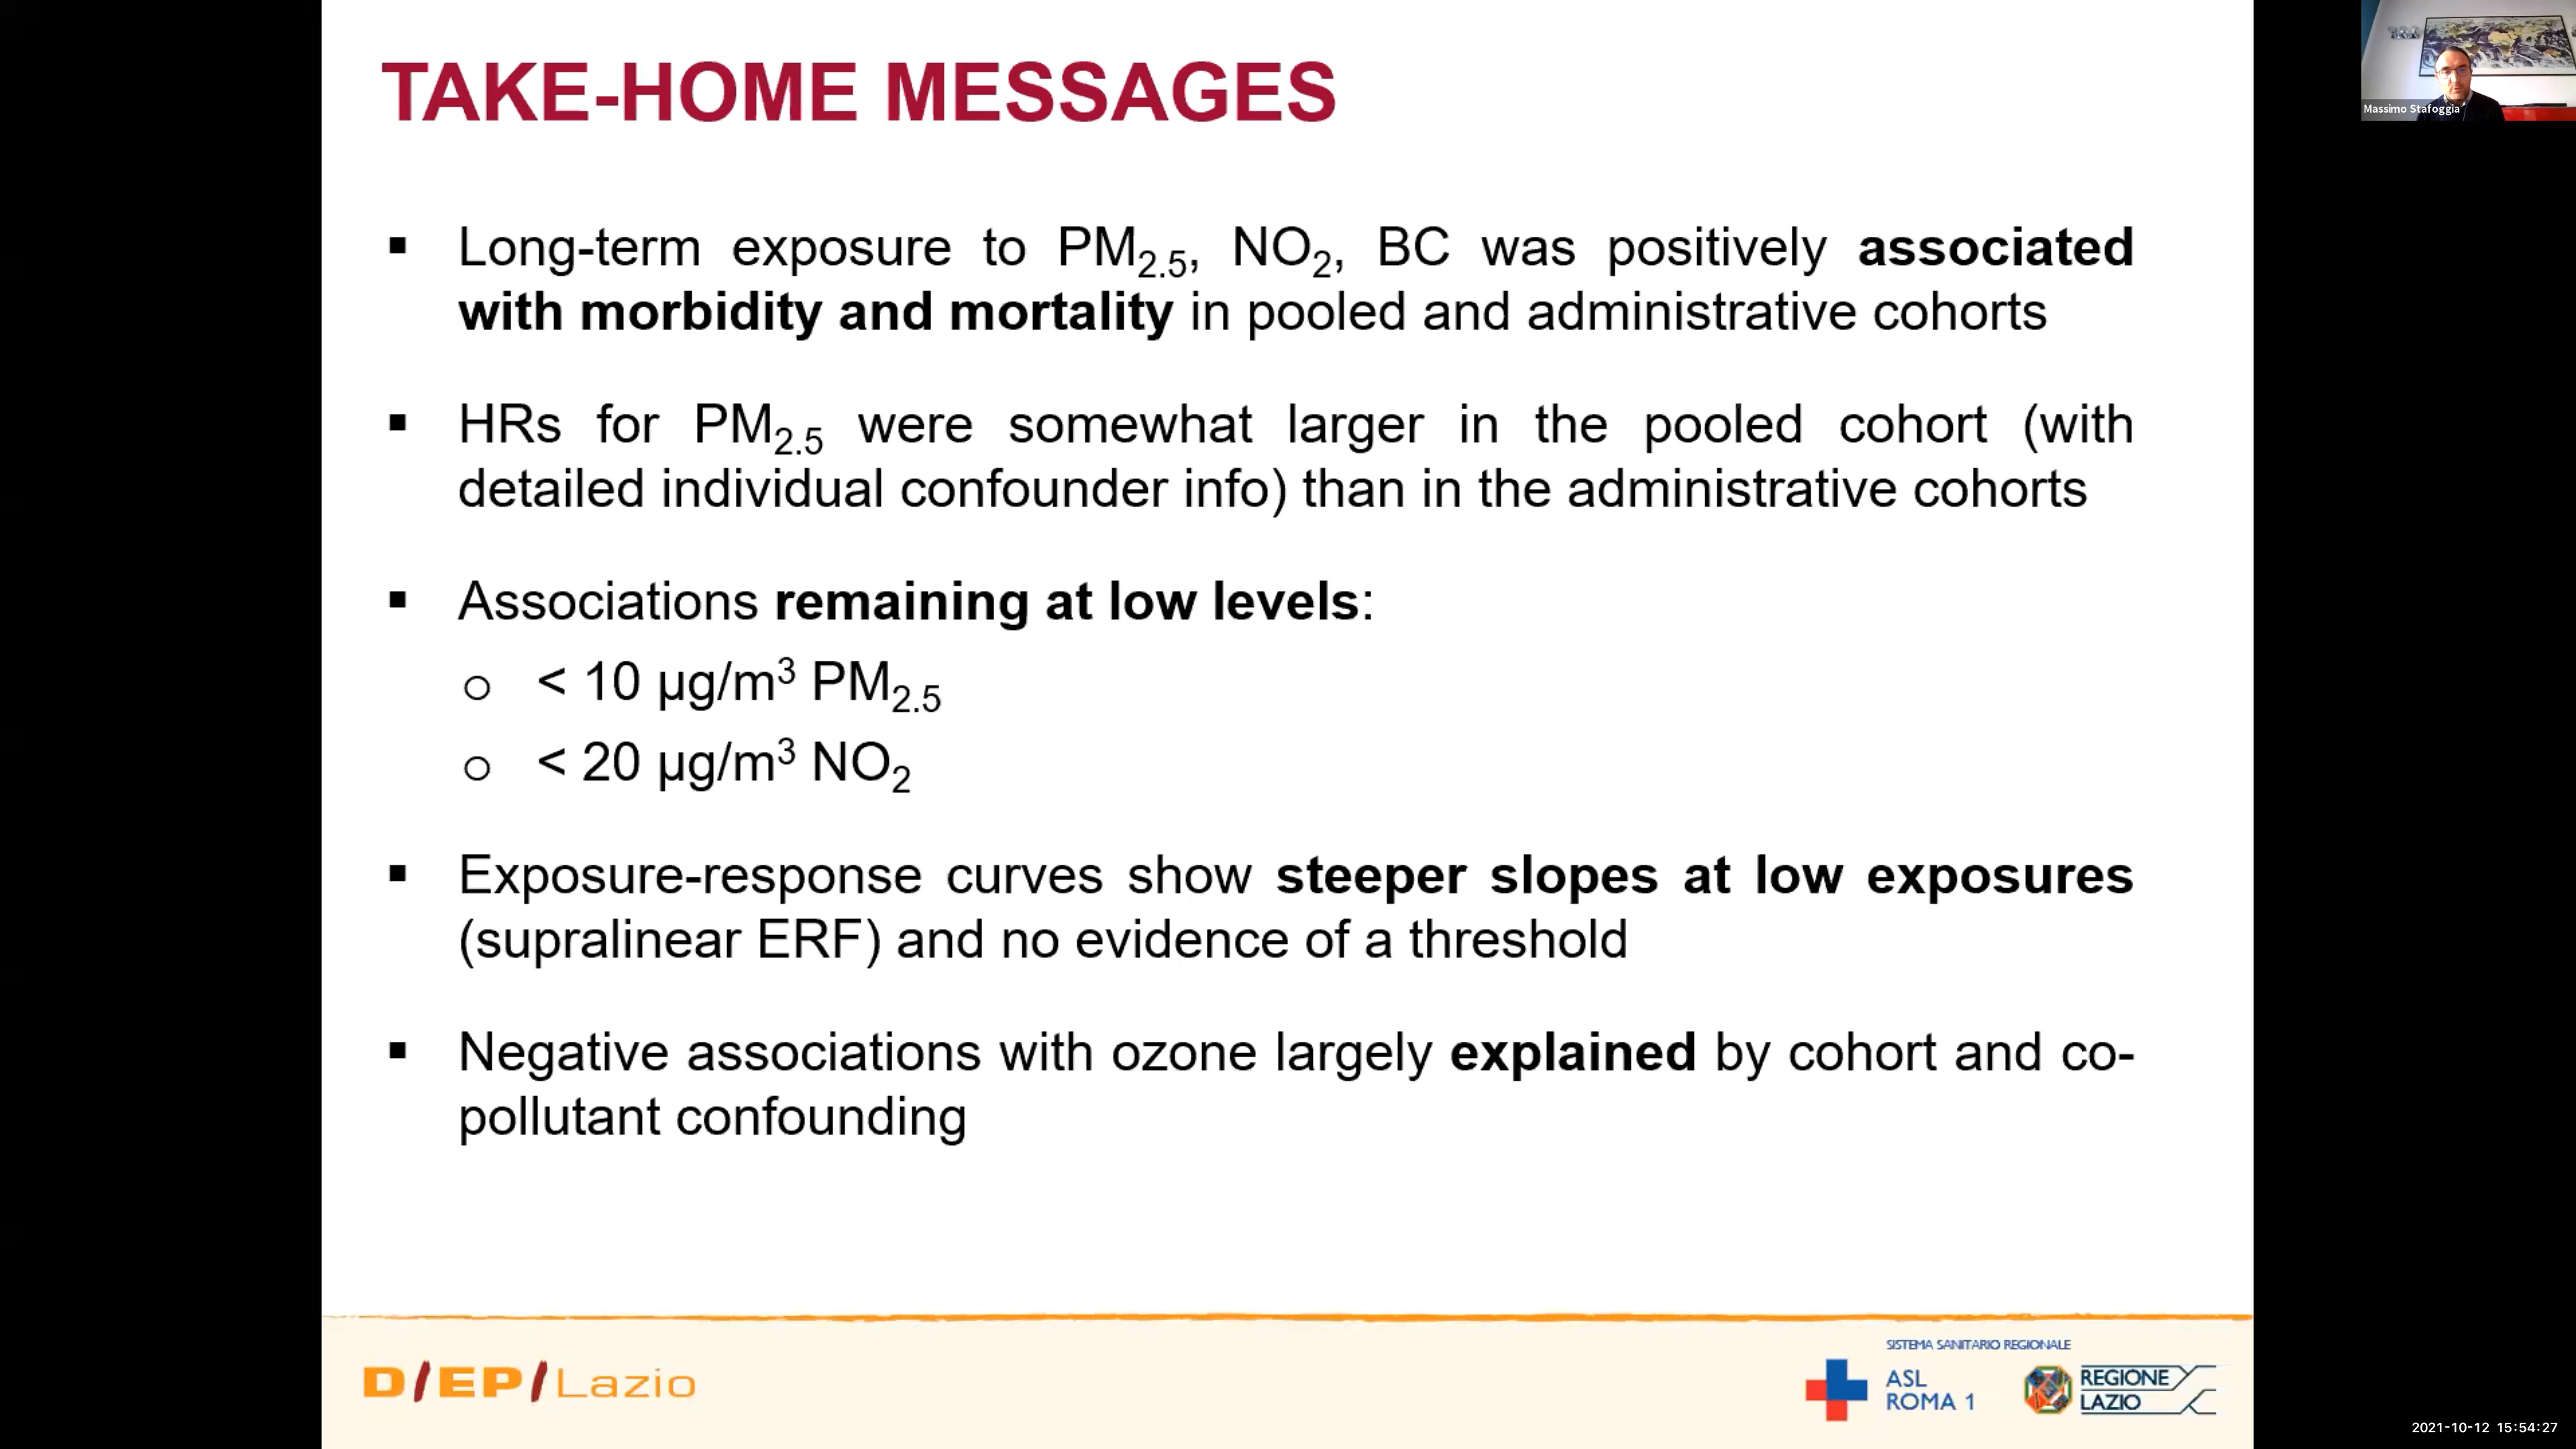 TAKE-HOME MESSAGES
Massimo Stafoggia
▪ Long-term exposure to PM₂.₅, NO₂, BC was positively associated
with morbidity and mortality in pooled and administrative cohorts
▪ HRs for PM₂.₅ were somewhat larger in the pooled cohort (with
detailed individual confounder info) than in the administrative cohorts
▪ Associations remaining at low levels:
o < 10 µg/m³ PM₂.₅
o < 20 µg/m³ NO₂
▪ Exposure-response curves show steeper slopes at low exposures
(supralinear ERF) and no evidence of a threshold
▪ Negative associations with ozone largely explained by cohort and co-
pollutant confounding
D/EP/Lazio
SISTEMA SANITARIO REGIONALE
ASL
ROMA 1
REGIONE
LAZIO
2021-10-12 15:54:27